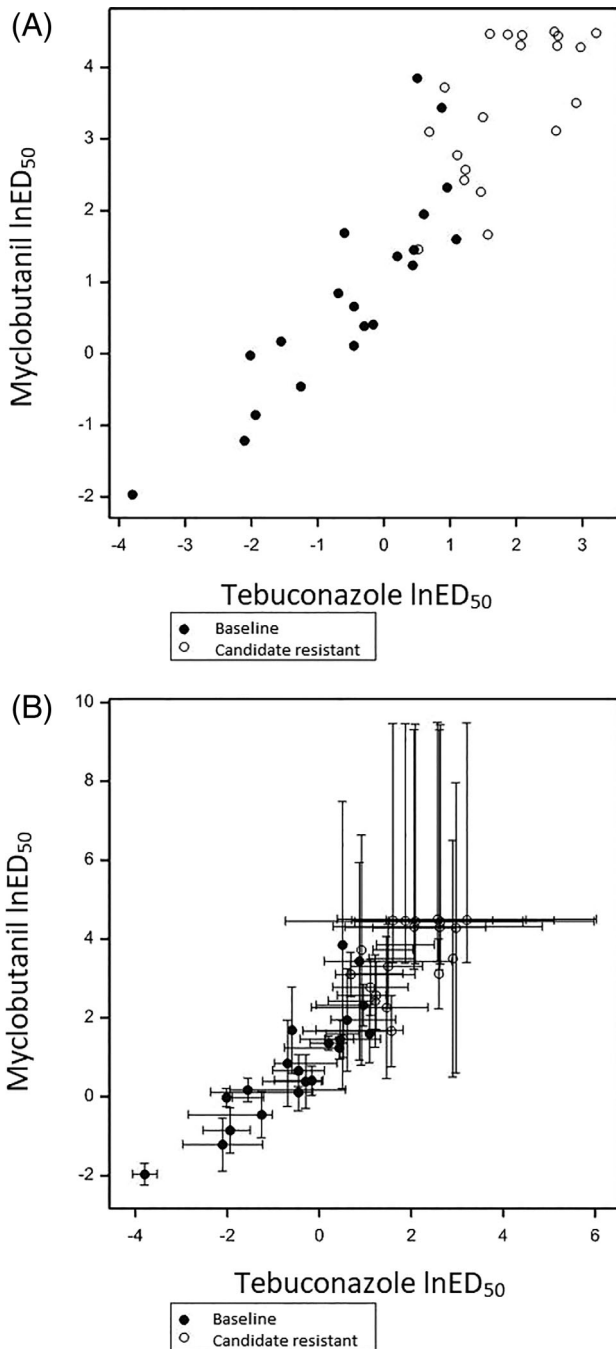 (A)
4
3
2
1
0
-1
-2
Myclobutanil lnED50
-4 -3 -2 -1 0 1 2 3
Tebuconazole lnED50
Baseline
Candidate resistant
(B)
10
8
6
4
2
0
-2
Myclobutanil lnED50
-4 -2 0 2 4 6
Tebuconazole lnED50
Baseline
Candidate resistant